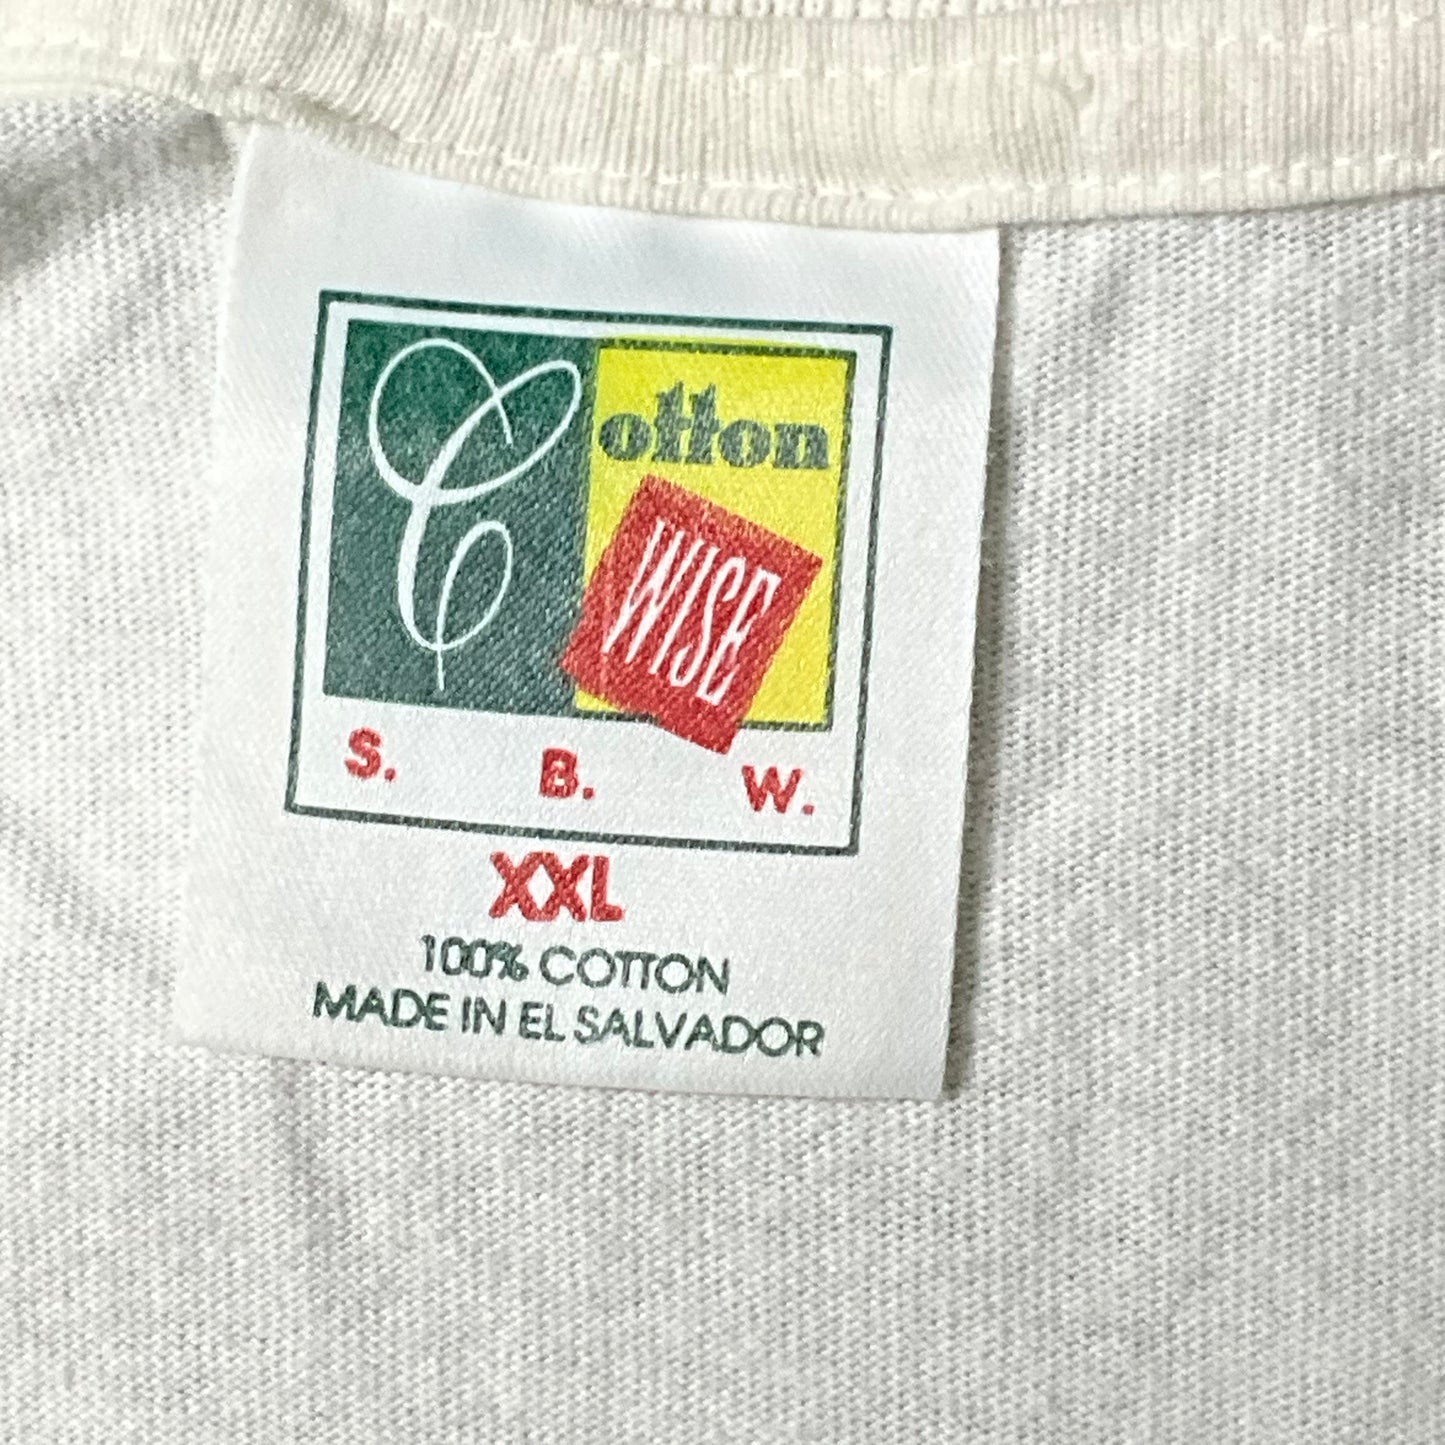 Cotton
WISE
S. B. W.
XXL
100% COTTON
MADE IN EL SALVADOR